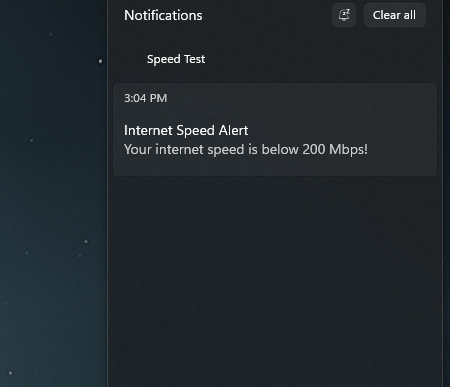 Notifications
Clear all
Speed Test
3:04 PM
Internet Speed Alert
Your internet speed is below 200 Mbps!